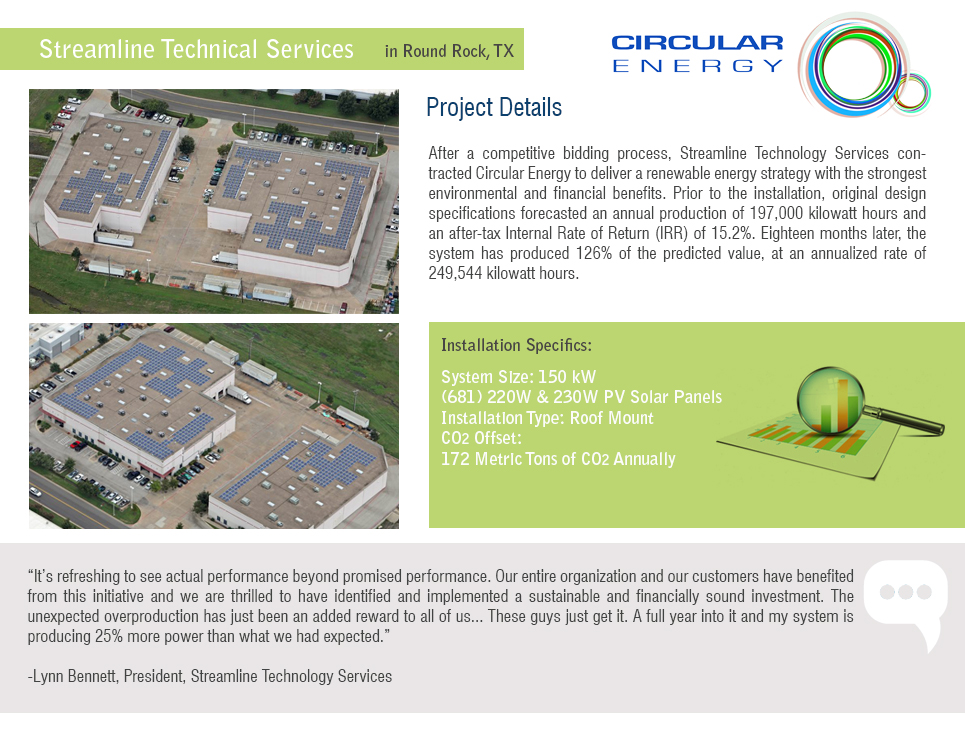 Streamline Technical Services in Round Rock, TX
CIRCULAR
ENERGY
Project Details
After a competitive bidding process, Streamline Technology Services con-
tracted Circular Energy to deliver a renewable energy strategy with the strongest
environmental and financial benefits. Prior to the installation, original design
specifications forecasted an annual production of 197,000 kilowatt hours and
an after-tax Internal Rate of Return (IRR) of 15.2%. Eighteen months later, the
system has produced 126% of the predicted value, at an annualized rate of
249,544 kilowatt hours.
Installation Specifics:
System Size: 150 kW
(681) 220W & 230W PV Solar Panels
Installation Type: Roof Mount
CO2 Offset:
172 Metric Tons of CO2 Annually
“It’s refreshing to see actual performance beyond promised performance. Our entire organization and our customers have benefited
from this initiative and we are thrilled to have identified and implemented a sustainable and financially sound investment. The
unexpected overproduction has just been an added reward to all of us... These guys just get it. A full year into it and my system is
producing 25% more power than what we had expected.”
-Lynn Bennett, President, Streamline Technology Services